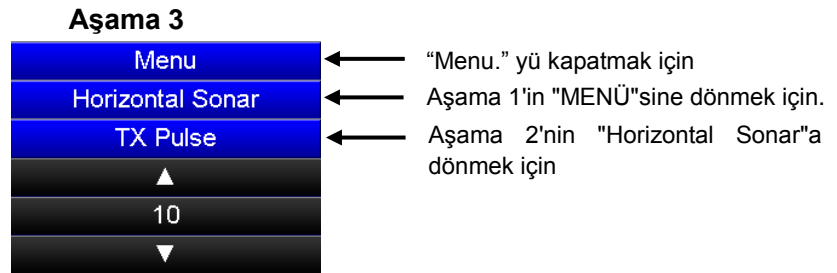 Aşama 3
Menu
“Menu.” yü kapatmak için
Horizontal Sonar
Aşama 1'in "MENÜ"sine dönmek için.
TX Pulse
Aşama 2'nin "Horizontal Sonar"a
dönmek için
▲
10
▼